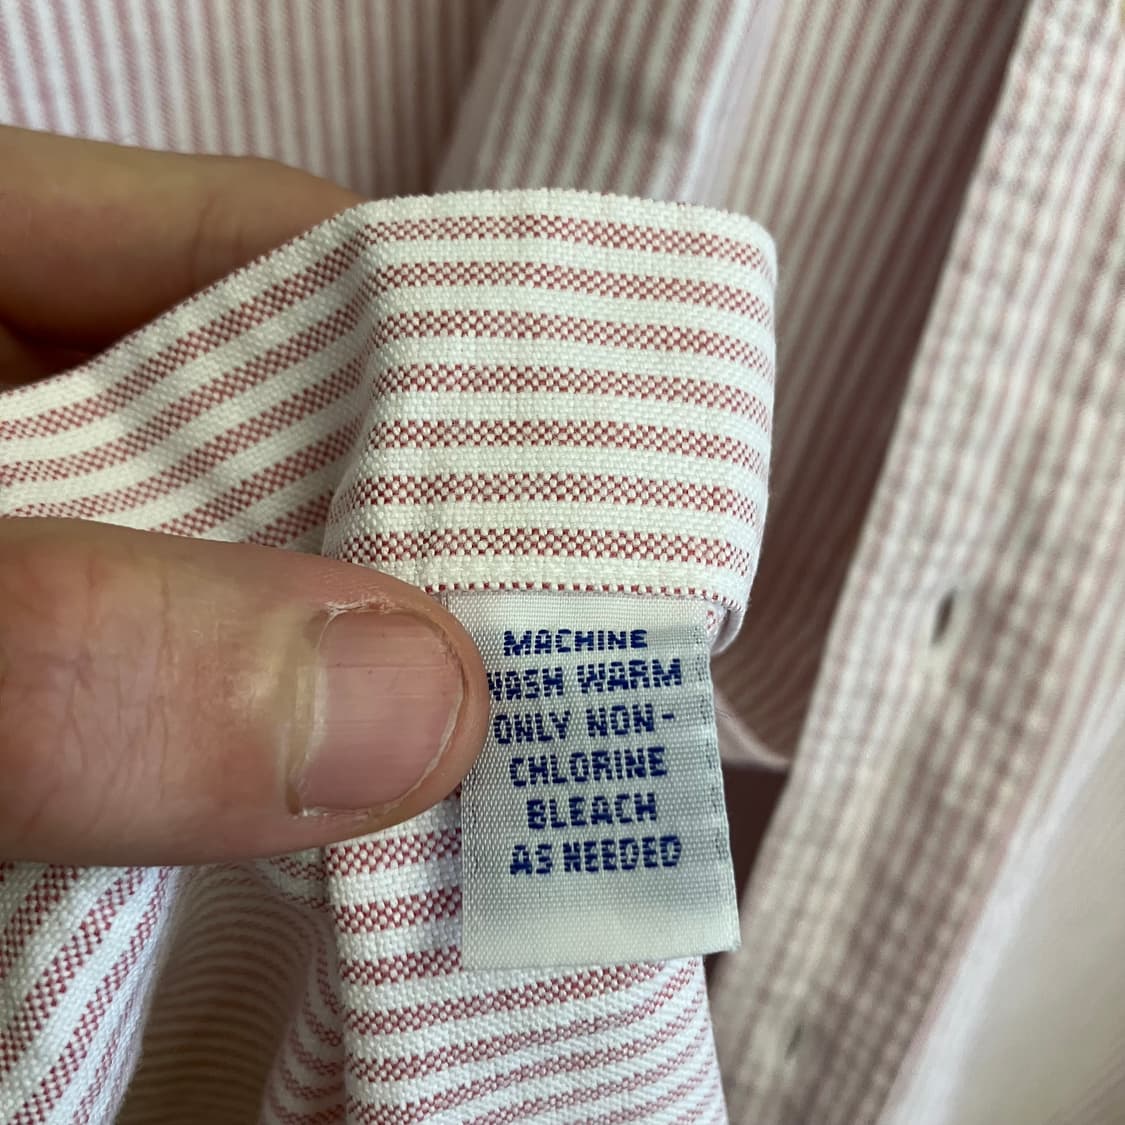 MACHINE
WASH WARM
ONLY NON-
CHLORINE
BLEACH
AS NEEDED